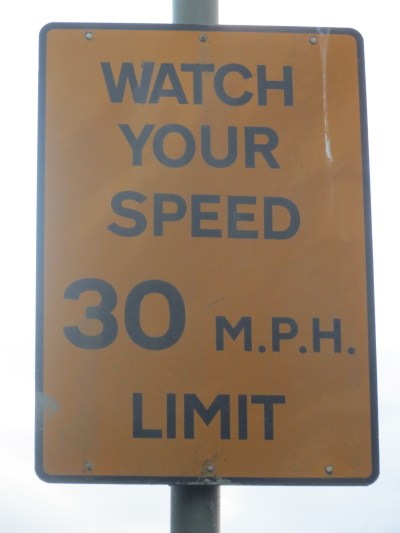 WATCH
YOUR
SPEED
30 M.P.H.
LIMIT